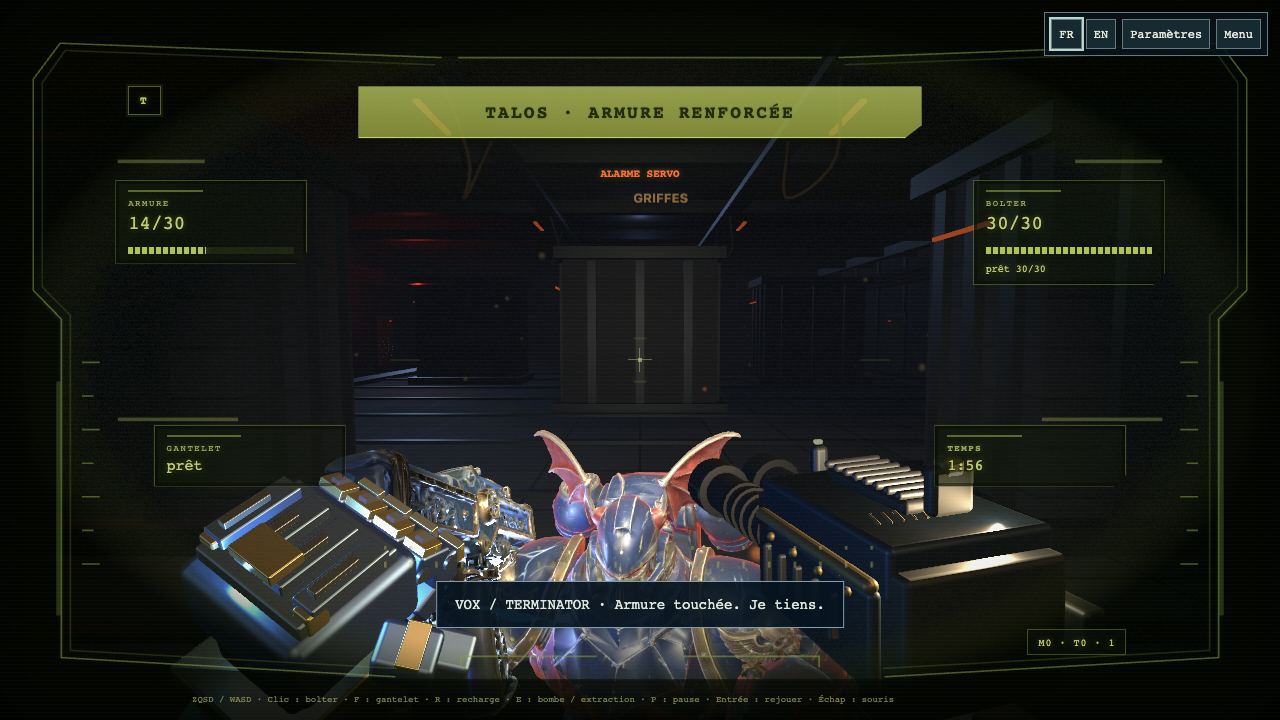 FR EN Paramètres Menu
T
TALOS · ARMURE RENFORCÉE
ALARME SERVO
GRIFFES
ARMURE
14/30
BOLTER
30/30
prêt 30/30
GANTELET
prêt
TEMPS
1:56
VOX / TERMINATOR · Armure touchée. Je tiens.
M0 · T0 · 1
ZQSD / WASD · Clic : bolter · F : gantelet · R : recharge · E : bombe / extraction · P : pause · Entrée : rejouer · Échap : souris